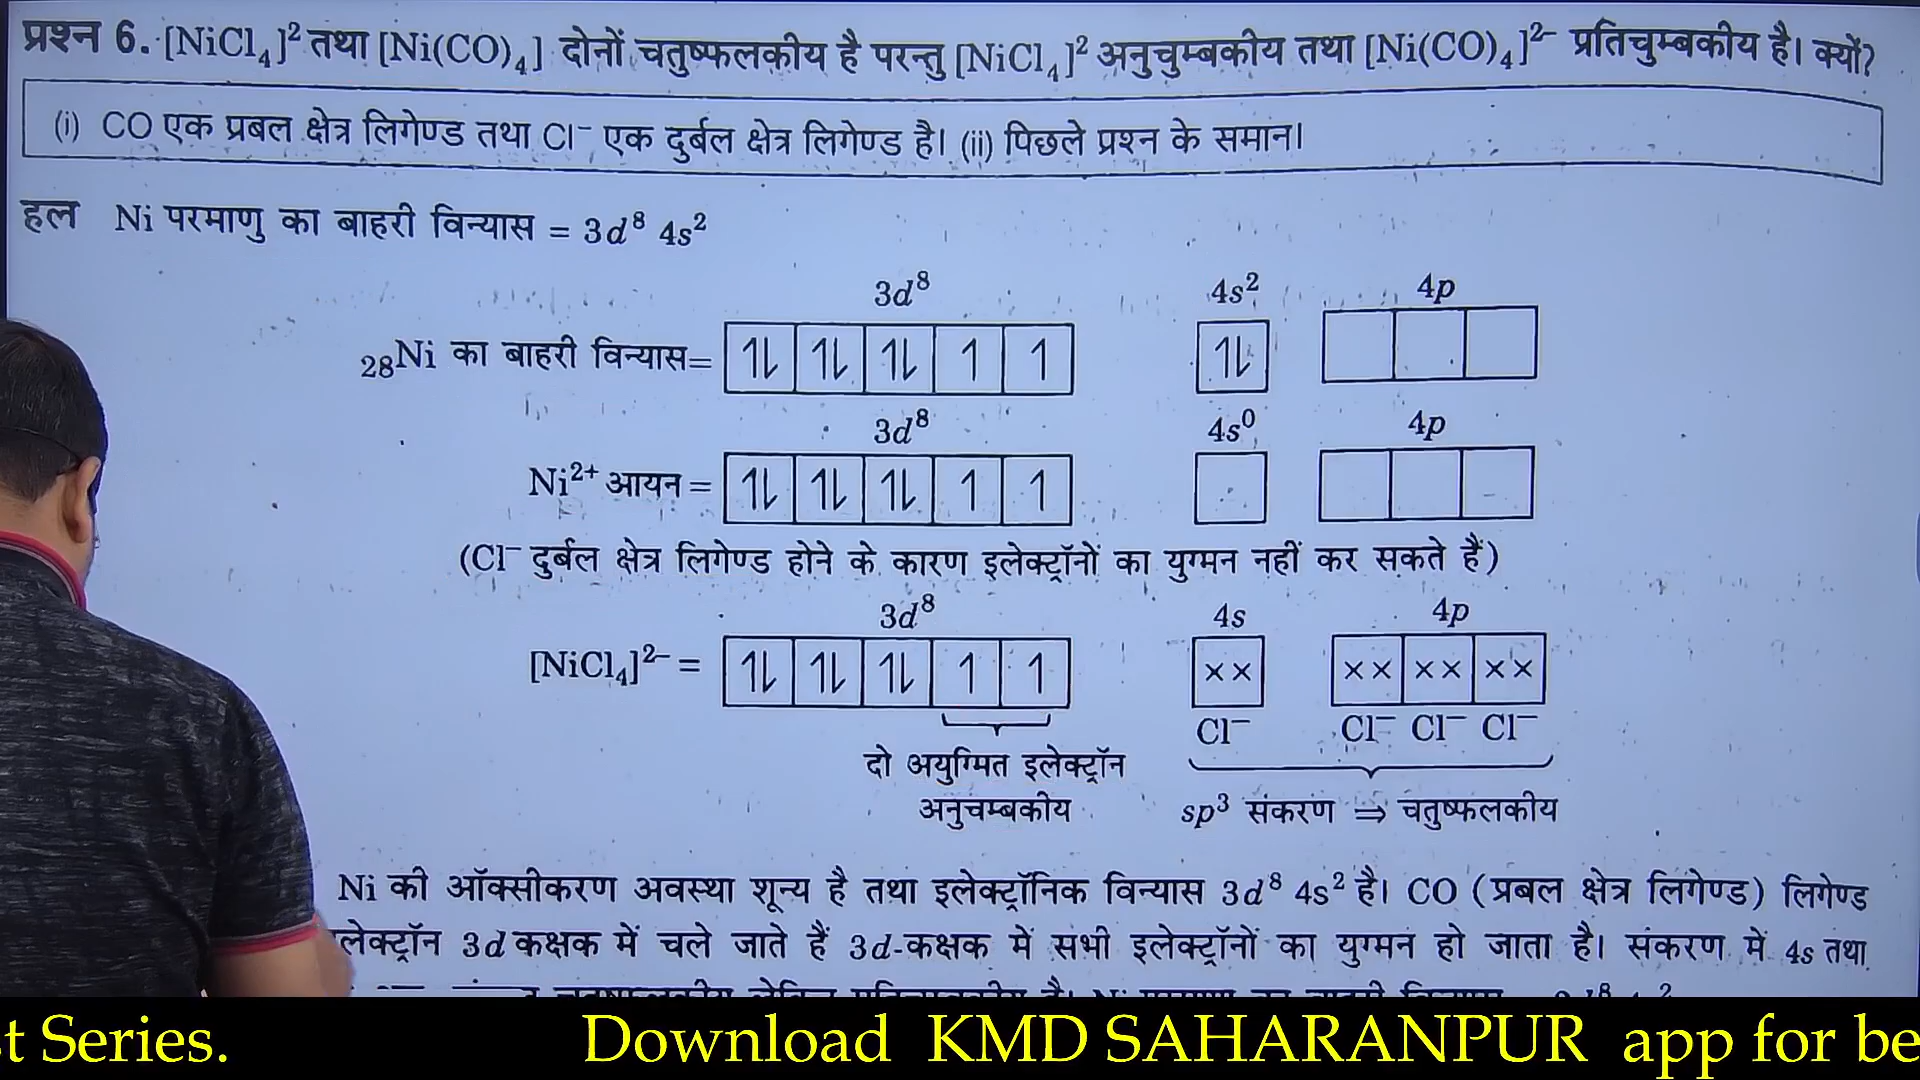 प्रश्न 6. [NiCl₄]² तथा [Ni(CO)₄] दोनों चतुष्फलकीय है परन्तु [NiCl₄]² अनुचुम्बकीय तथा [Ni(CO)₄]²⁻ प्रतिचुम्बकीय है। क्यों?
(i) CO एक प्रबल क्षेत्र लिगेण्ड तथा Cl⁻ एक दुर्बल क्षेत्र लिगेण्ड है। (ii) पिछले प्रश्न के समान।
हल Ni परमाणु का बाहरी विन्यास = 3d⁸ 4s²
3d⁸ 4s² 4p
₂₈Ni का बाहरी विन्यास= ⥮ ⥮ ⥮ ↿ ↿ ⥮
3d⁸ 4s⁰ 4p
Ni²⁺ आयन = ⥮ ⥮ ⥮ ↿ ↿
(Cl⁻ दुर्बल क्षेत्र लिगेण्ड होने के कारण इलेक्ट्रॉनों का युग्मन नहीं कर सकते हैं)
3d⁸ 4s 4p
[NiCl₄]²⁻ = ⥮ ⥮ ⥮ ↿ ↿ ×× ×× ×× ××
Cl⁻ Cl⁻ Cl⁻ Cl⁻
दो अयुग्मित इलेक्ट्रॉन
अनुचम्बकीय sp³ संकरण ⇒ चतुष्फलकीय
Ni की ऑक्सीकरण अवस्था शून्य है तथा इलेक्ट्रॉनिक विन्यास 3d⁸ 4s² है। CO (प्रबल क्षेत्र लिगेण्ड) लिगेण्ड
लेक्ट्रॉन 3d कक्षक में चले जाते हैं 3d-कक्षक में सभी इलेक्ट्रॉनों का युग्मन हो जाता है। संकरण में 4s तथा
t Series. Download KMD SAHARANPUR app for be